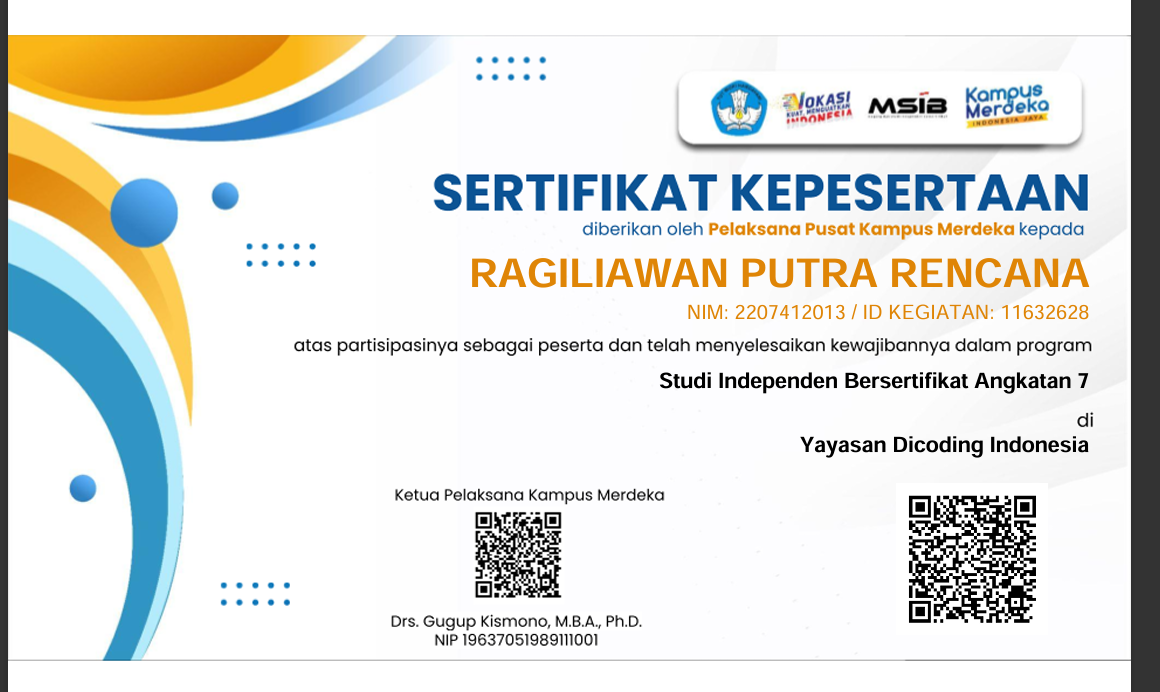 VOKASI
KUAT, MENGUATKAN
INDONESIA
MSIB
Kampus
Merdeka
INDONESIA JAYA
SERTIFIKAT KEPESERTAAN
diberikan oleh Pelaksana Pusat Kampus Merdeka kepada
RAGILIAWAN PUTRA RENCANA
NIM: 2207412013 / ID KEGIATAN: 11632628
atas partisipasinya sebagai peserta dan telah menyelesaikan kewajibannya dalam program
Studi Independen Bersertifikat Angkatan 7
di
Yayasan Dicoding Indonesia
Ketua Pelaksana Kampus Merdeka
Drs. Gugup Kismono, M.B.A., Ph.D.
NIP 19637051989111001